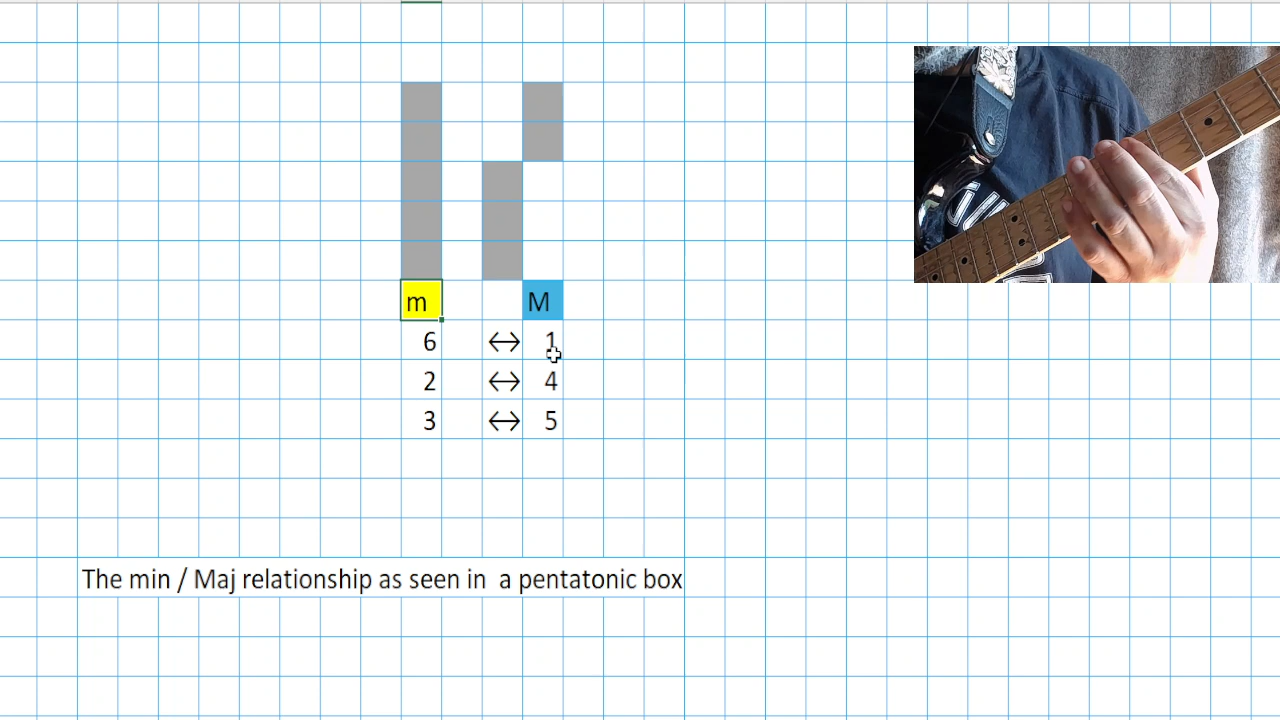 m M
6 ↔ 1
2 ↔ 4
3 ↔ 5
The min / Maj relationship as seen in a pentatonic box